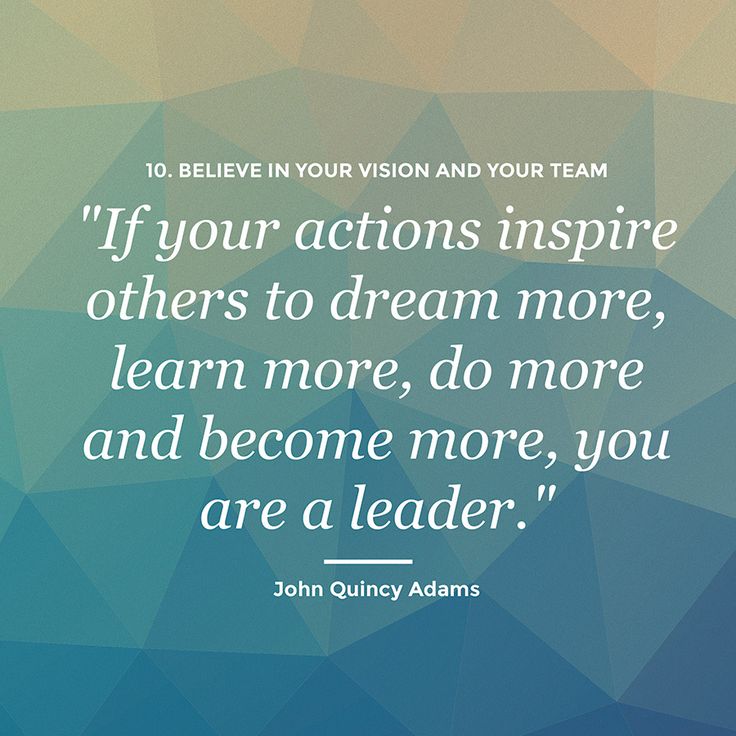 10. BELIEVE IN YOUR VISION AND YOUR TEAM
"If your actions inspire
others to dream more,
learn more, do more
and become more, you
are a leader."
John Quincy Adams